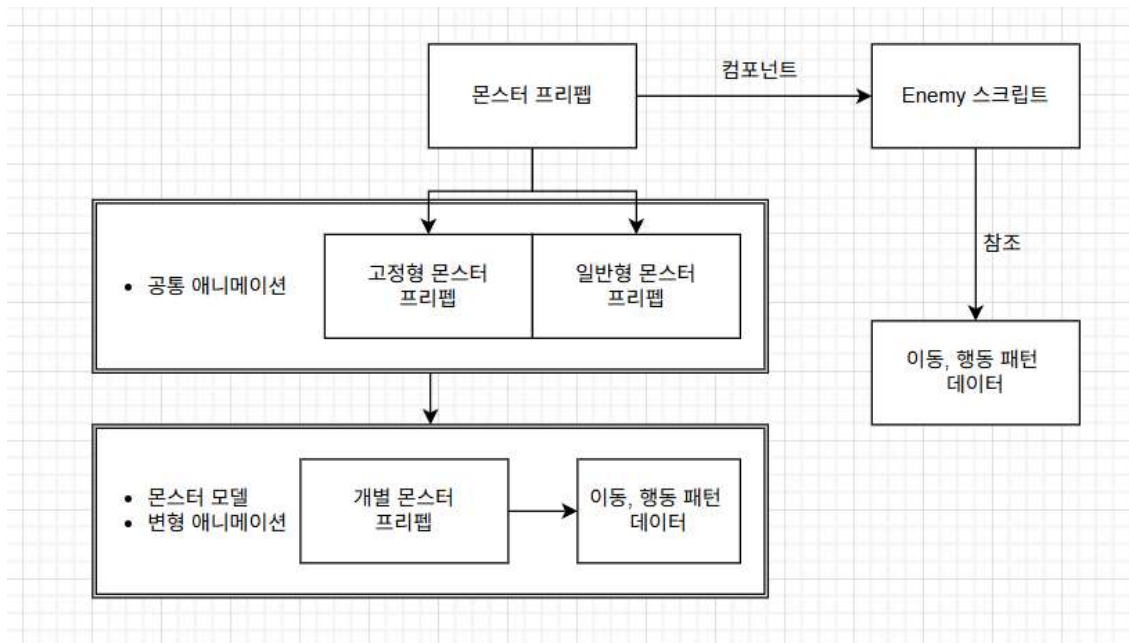 몬스터 프리펩
컴포넌트
Enemy 스크립트
참조
이동, 행동 패턴
데이터
• 공통 애니메이션
고정형 몬스터
프리펩
일반형 몬스터
프리펩
• 몬스터 모델
• 변형 애니메이션
개별 몬스터
프리펩
이동, 행동 패턴
데이터